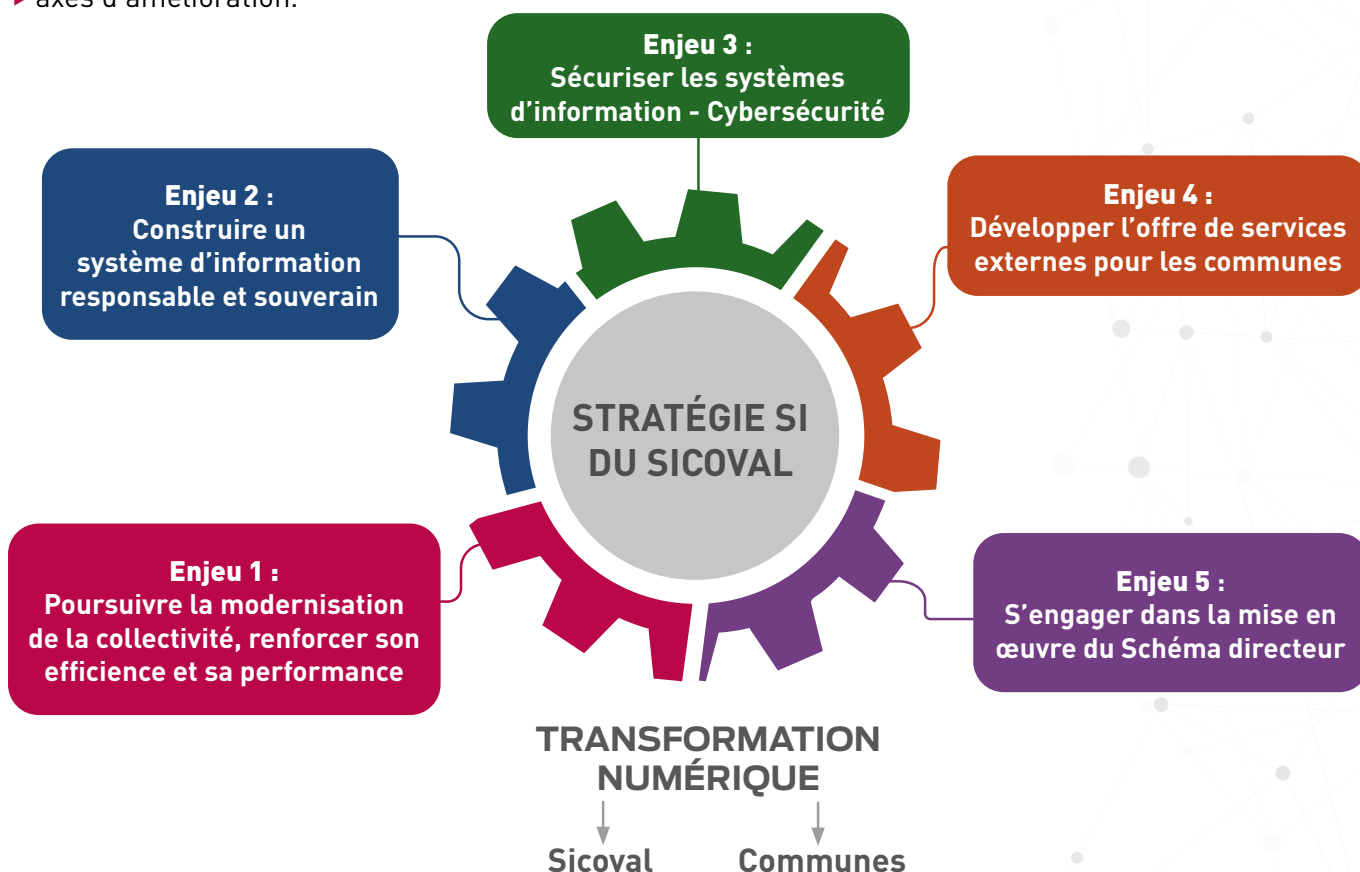 axes d'amélioration.
Enjeu 3 :
Sécuriser les systèmes
d'information - Cybersécurité
Enjeu 2 :
Construire un
système d'information
responsable et souverain
Enjeu 4 :
Développer l'offre de services
externes pour les communes
STRATÉGIE SI
DU SICOVAL
Enjeu 1 :
Poursuivre la modernisation
de la collectivité, renforcer son
efficience et sa performance
Enjeu 5 :
S'engager dans la mise en
œuvre du Schéma directeur
TRANSFORMATION
NUMÉRIQUE
Sicoval
Communes